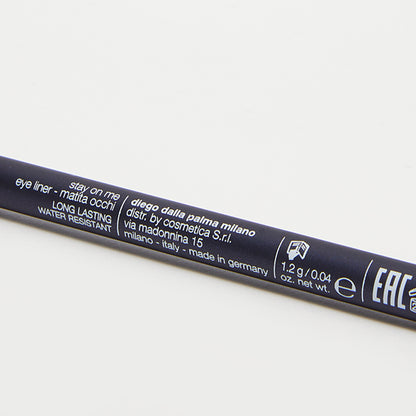 stay on me
eye liner - matita occhi
LONG LASTING
WATER RESISTANT
diego dalla palma milano
distr. by cosmetica S.r.l.
via madonnina 15
milano - italy - made in germany
1.2 g / 0.04
oz. net wt. ℮
EAC